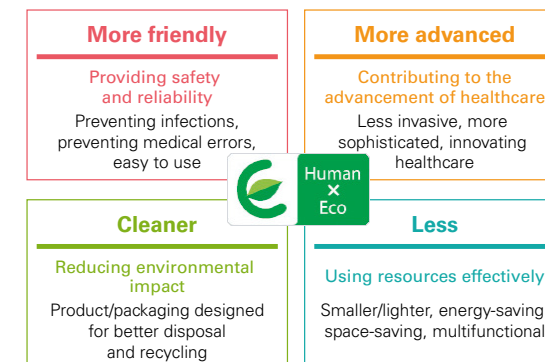 More friendly
Providing safety
and reliability
Preventing infections,
preventing medical errors,
easy to use
More advanced
Contributing to the
advancement of healthcare
Less invasive, more
sophisticated, innovating
healthcare
Human
×
Eco
Cleaner
Reducing environmental
impact
Product/packaging designed
for better disposal
and recycling
Less
Using resources effectively
Smaller/lighter, energy-saving
space-saving, multifunctional